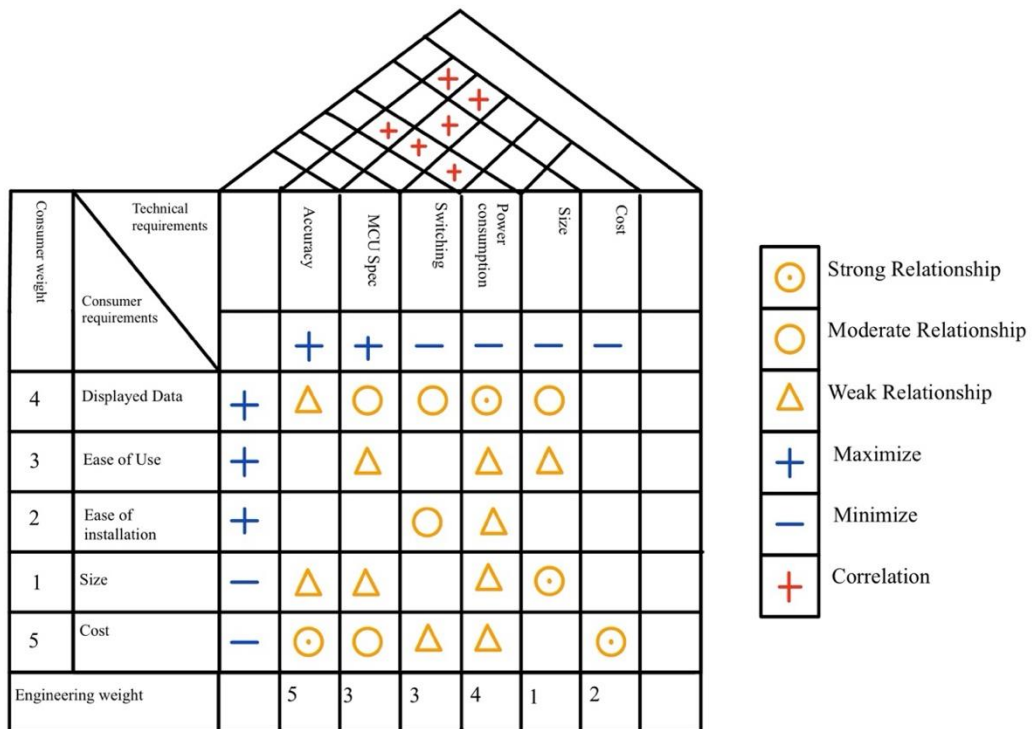 Consumer weight
Technical
requirements
Consumer
requirements
Accuracy
MCU Spec
Switching
Power
consumption
Size
Cost
+ + − − − −
4 Displayed Data +
3 Ease of Use +
2 Ease of
installation +
1 Size −
5 Cost −
Engineering weight 5 3 3 4 1 2
Strong Relationship
Moderate Relationship
Weak Relationship
+ Maximize
− Minimize
+ Correlation